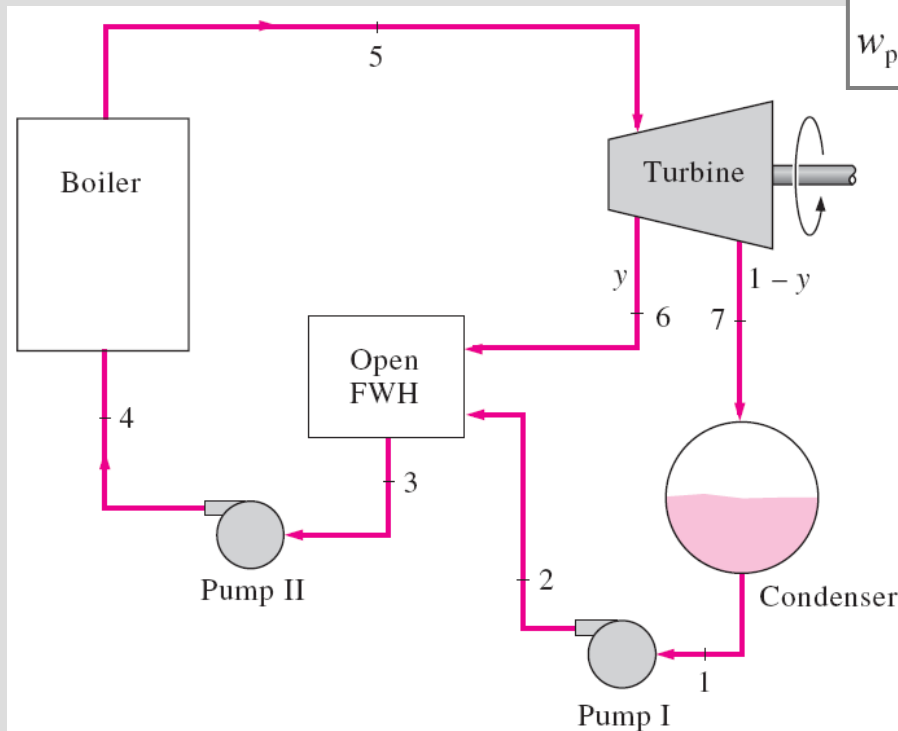 w_p
5
Boiler
Turbine
y
1 – y
6
7
Open
FWH
4
3
2
Pump II
Condenser
1
Pump I